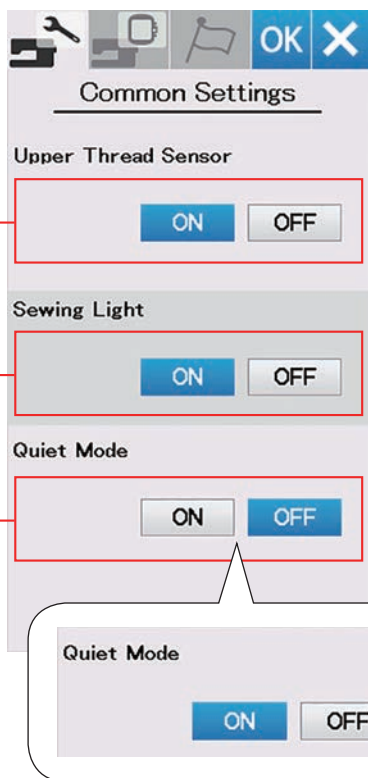 OK
Common Settings
Upper Thread Sensor
ON OFF
Sewing Light
ON OFF
Quiet Mode
ON OFF
Quiet Mode
ON OFF